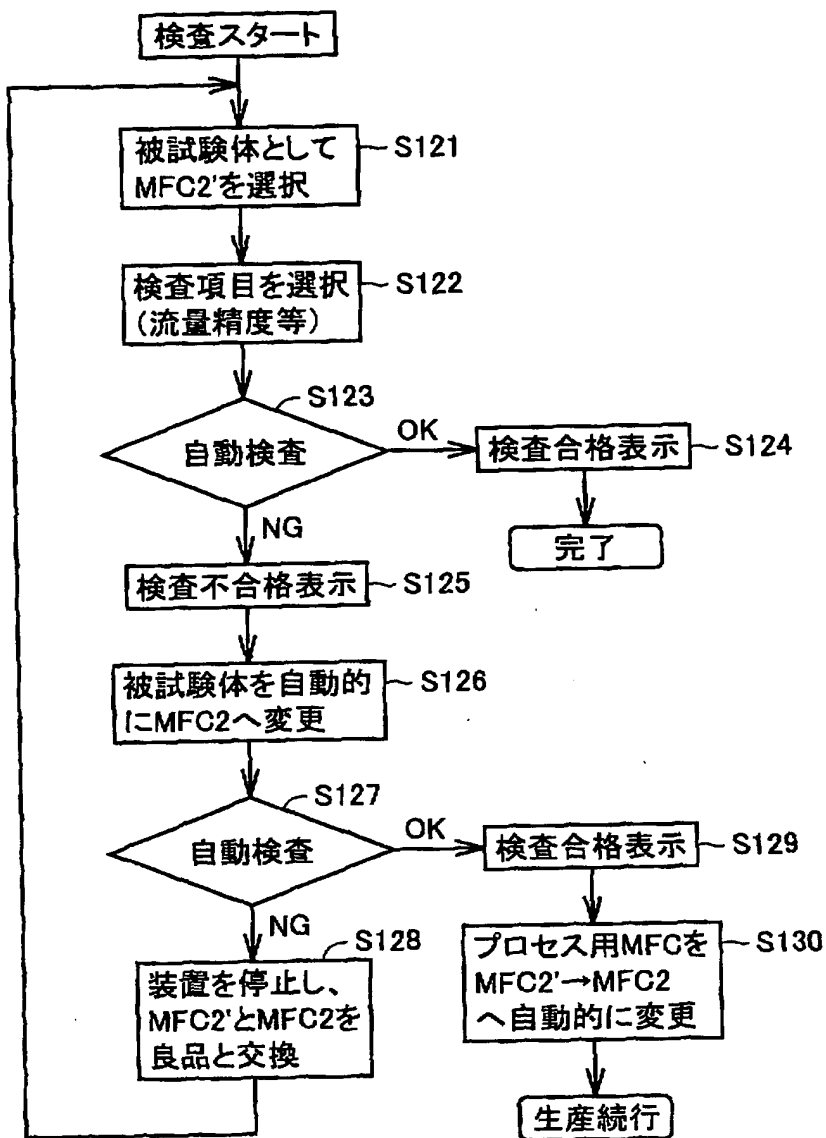 検査スタート
被試験体として
MFC2'を選択
S121
検査項目を選択
(流量精度等)
S122
S123
自動検査
OK
検査合格表示
S124
完了
NG
検査不合格表示
S125
被試験体を自動的
にMFC2へ変更
S126
S127
自動検査
OK
検査合格表示
S129
NG
S128
装置を停止し、
MFC2'とMFC2を
良品と交換
プロセス用MFCを
MFC2'→MFC2
へ自動的に変更
S130
生産続行